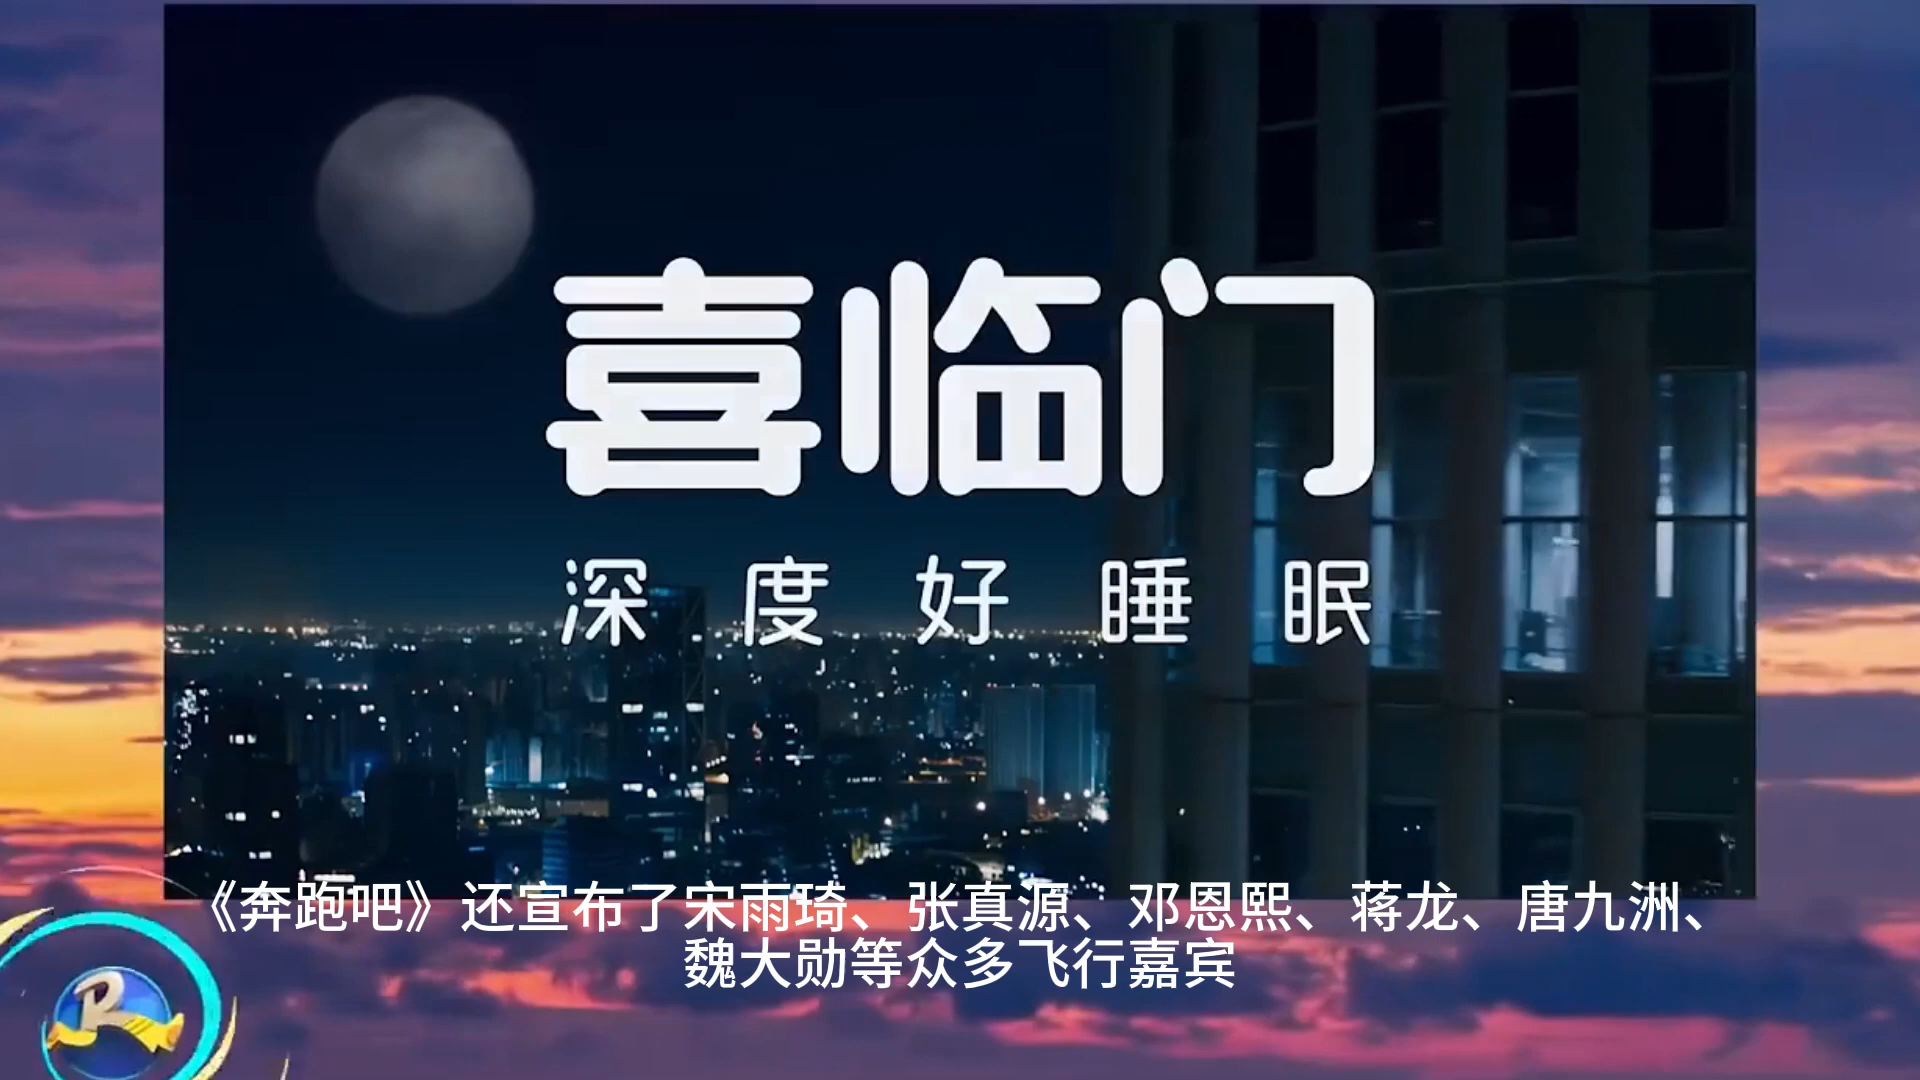 喜临门
深度好睡眠
《奔跑吧》还宣布了宋雨琦、张真源、邓恩熙、蒋龙、唐九洲、
魏大勋等众多飞行嘉宾
R